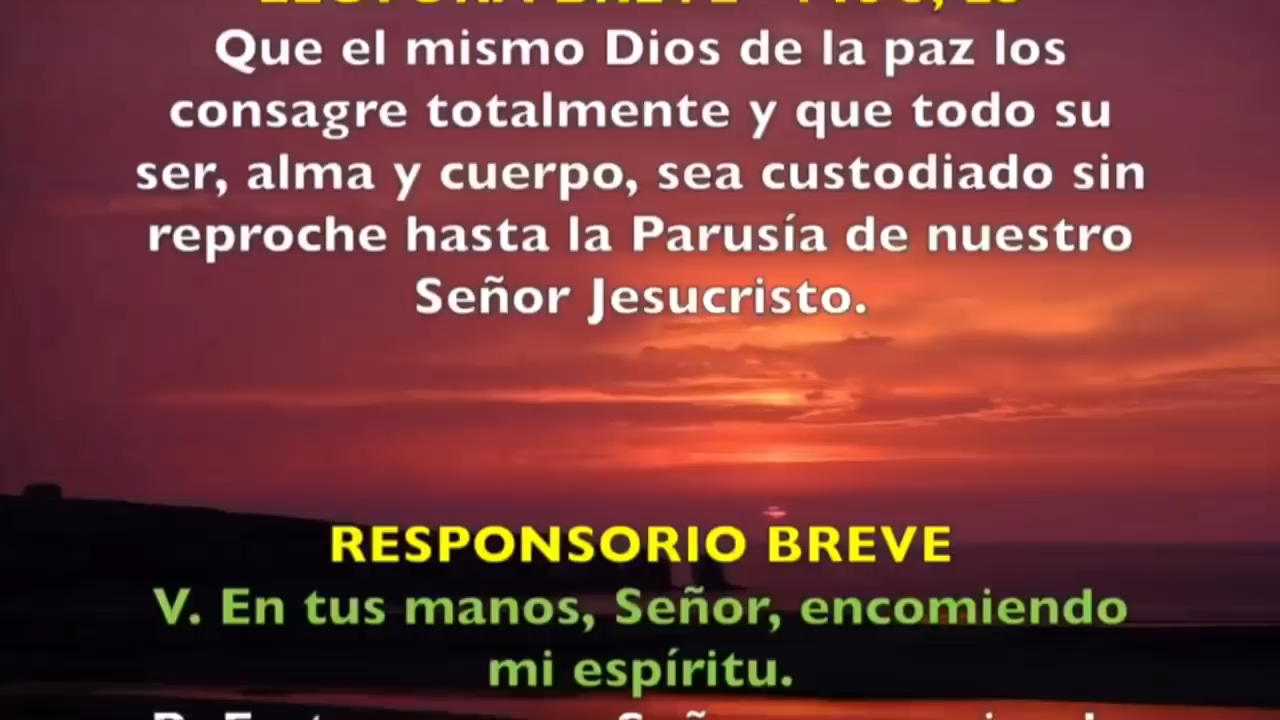 Que el mismo Dios de la paz los
consagre totalmente y que todo su
ser, alma y cuerpo, sea custodiado sin
reproche hasta la Parusía de nuestro
Señor Jesucristo.
RESPONSORIO BREVE
V. En tus manos, Señor, encomiendo
mi espíritu.